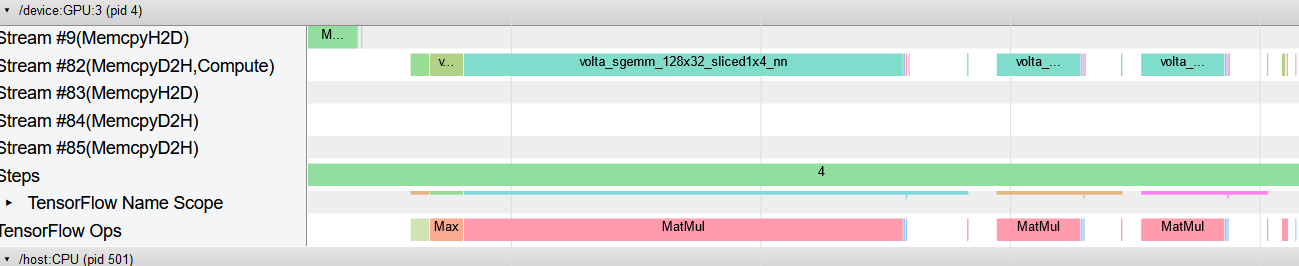 /device:GPU:3 (pid 4)
M...
Stream #9(MemcpyH2D)
Stream #82(MemcpyD2H,Compute)
v...
volta_sgemm_128x32_sliced1x4_nn
volta_...
volta_...
Stream #83(MemcpyH2D)
Stream #84(MemcpyD2H)
Stream #85(MemcpyD2H)
Steps
4
TensorFlow Name Scope
TensorFlow Ops
Max
MatMul
MatMul
MatMul
/host:CPU (pid 501)